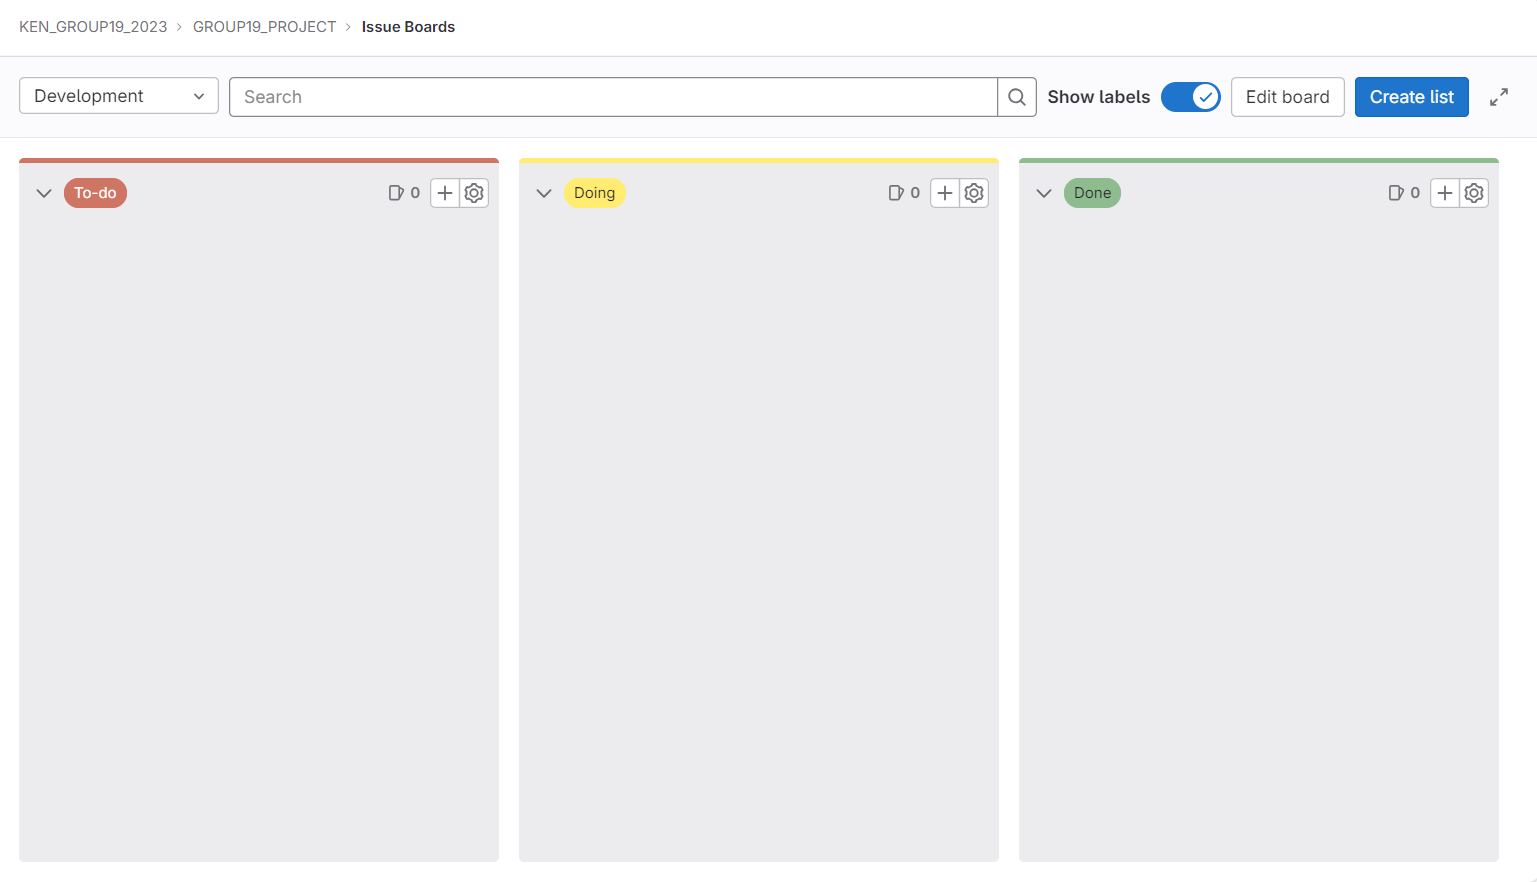 KEN_GROUP19_2023 > GROUP19_PROJECT > Issue Boards
Development Search Show labels Edit board Create list
To-do 0 Doing 0 Done 0